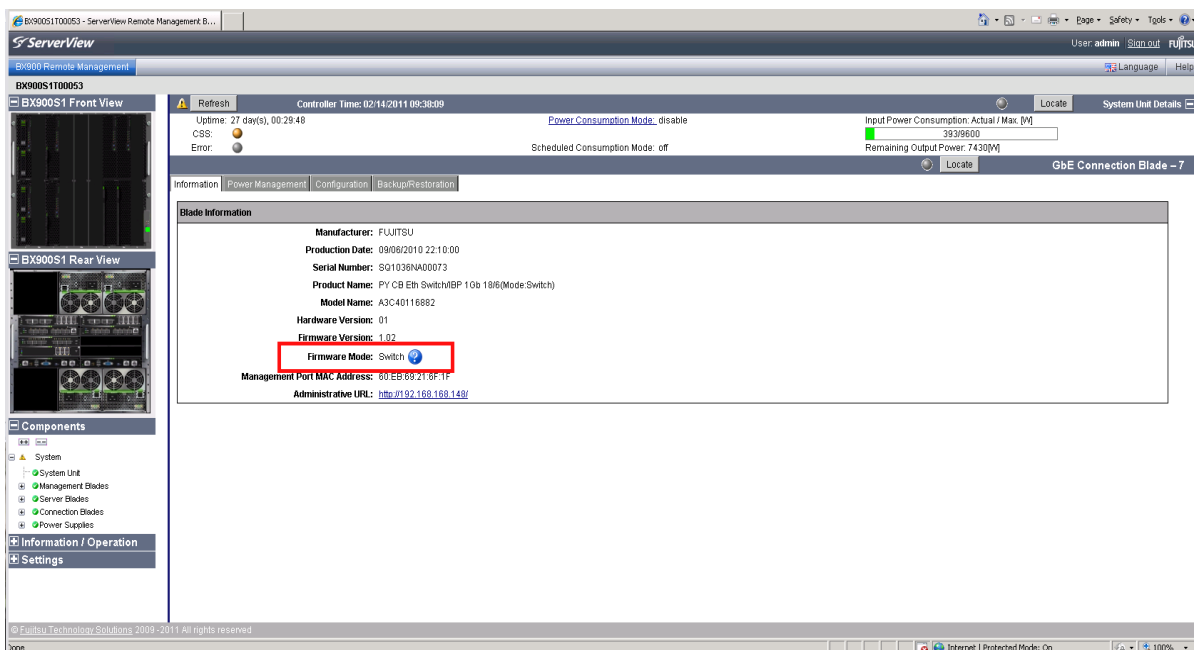 BX900S1T00053 - ServerView Remote Management B...
Page Safety Tools
ServerView
User: admin Sign out FUJITSU
BX900 Remote Management
Language Help
BX900S1T00053
BX900S1 Front View
Refresh Controller Time: 02/14/2011 09:38:09 Locate System Unit Details
Uptime: 27 day(s), 00:29:48 Power Consumption Mode: disable Input Power Consumption: Actual / Max. [W]
CSS: 393/9600
Error: Scheduled Consumption Mode: off Remaining Output Power: 7430[W]
Locate GbE Connection Blade – 7
Information Power Management Configuration Backup/Restoration
Blade Information
Manufacturer: FUJITSU
Production Date: 09/06/2010 22:10:00
Serial Number: SQ1036NA00073
Product Name: PY CB Eth Switch/IBP 1Gb 18/6(Mode:Switch)
Model Name: A3C40116882
Hardware Version: 01
Firmware Version: 1.02
Firmware Mode: Switch ?
Management Port MAC Address: 60:EB:69:21:6F:1F
Administrative URL: http://192.168.168.148/
BX900S1 Rear View
Components
System
System Unit
Management Blades
Server Blades
Connection Blades
Power Supplies
Information / Operation
Settings
© Fujitsu Technology Solutions 2009 -2011 All rights reserved
Done Internet | Protected Mode: On 100%